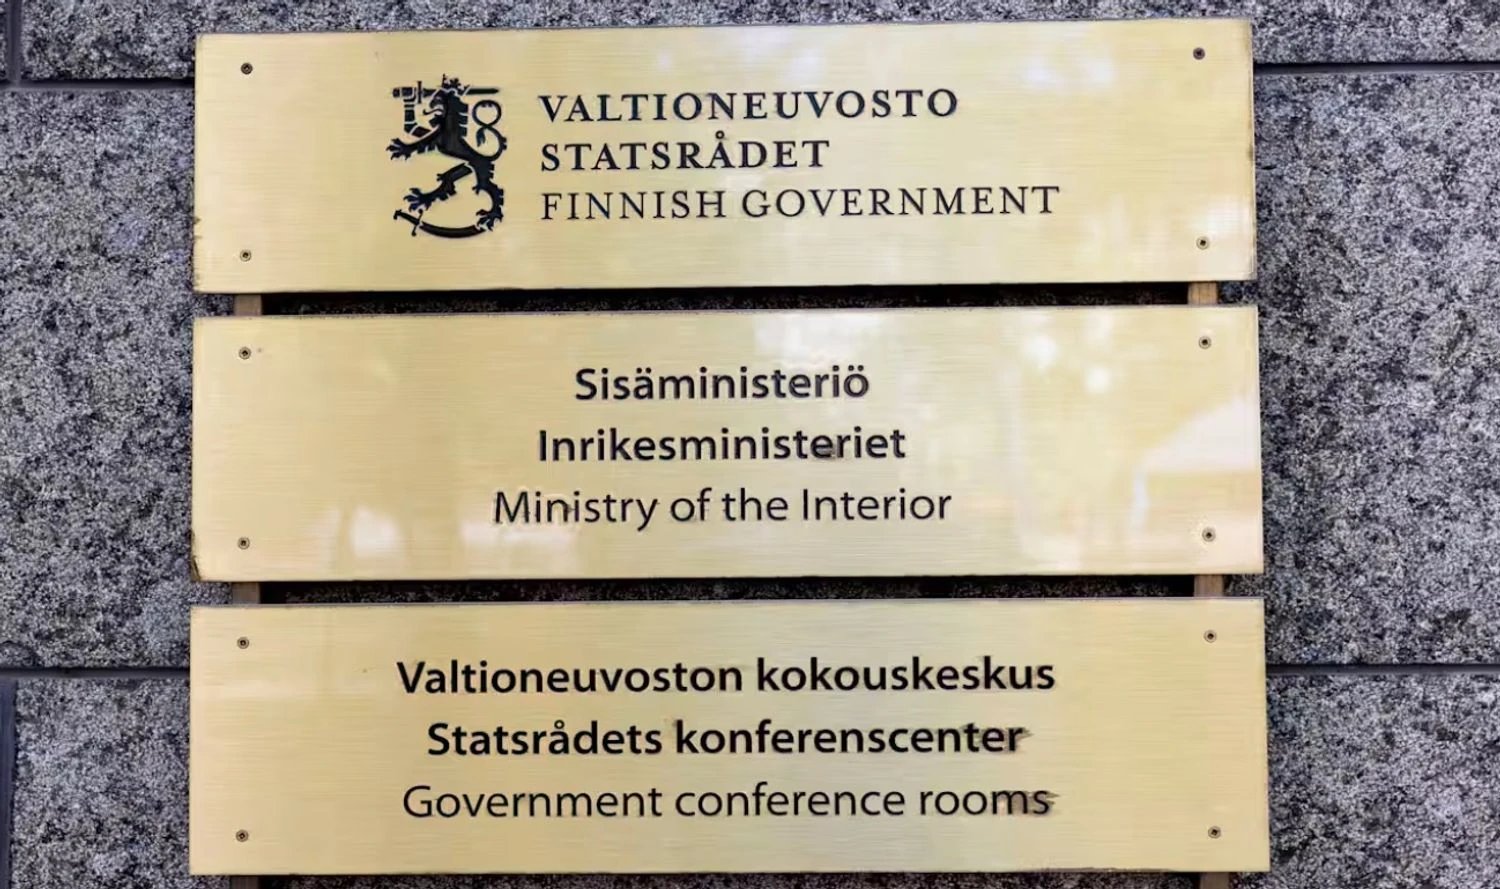 VALTIONEUVOSTO
STATSRÅDET
FINNISH GOVERNMENT
Sisäministeriö
Inrikesministeriet
Ministry of the Interior
Valtioneuvoston kokouskeskus
Statsrådets konferenscenter
Government conference rooms